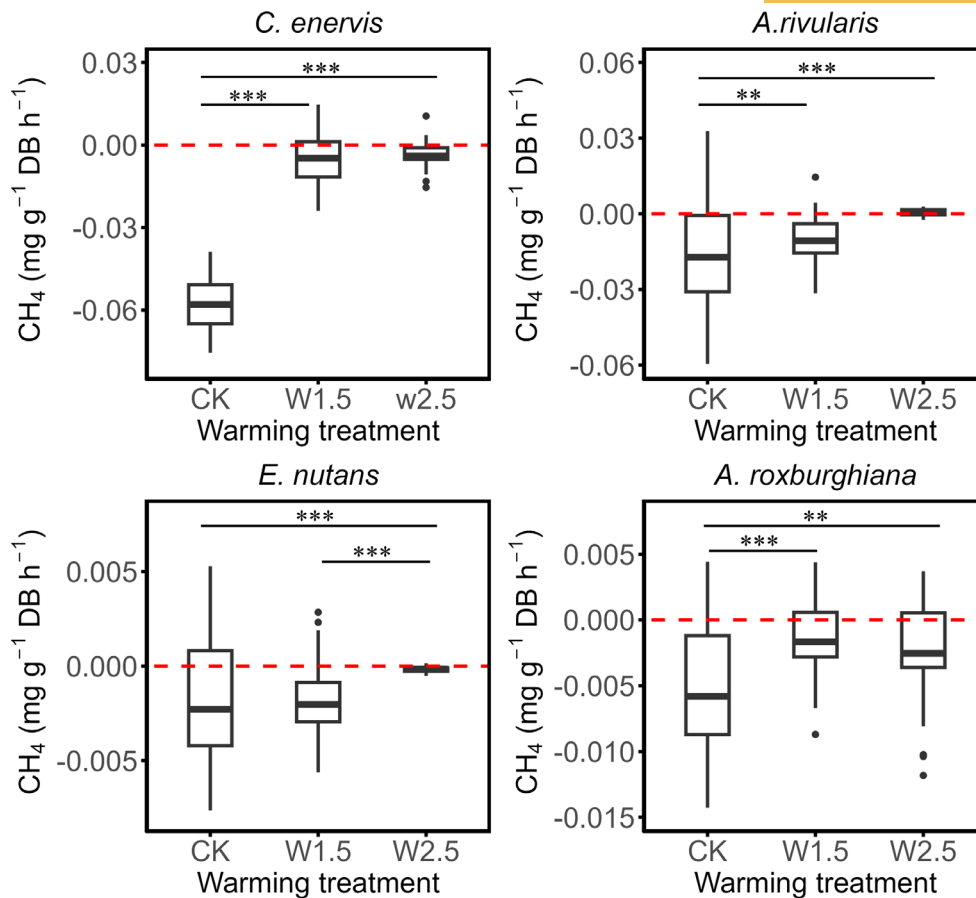 C. enervis
CH₄ (mg g⁻¹ DB h⁻¹)
0.03
0.00
-0.03
-0.06
***
***
CK W1.5 w2.5
Warming treatment
A.rivularis
CH₄ (mg g⁻¹ DB h⁻¹)
0.06
0.03
0.00
-0.03
-0.06
***
**
CK W1.5 W2.5
Warming treatment
E. nutans
CH₄ (mg g⁻¹ DB h⁻¹)
0.005
0.000
-0.005
***
***
CK W1.5 W2.5
Warming treatment
A. roxburghiana
CH₄ (mg g⁻¹ DB h⁻¹)
0.005
0.000
-0.005
-0.010
-0.015
**
***
CK W1.5 W2.5
Warming treatment